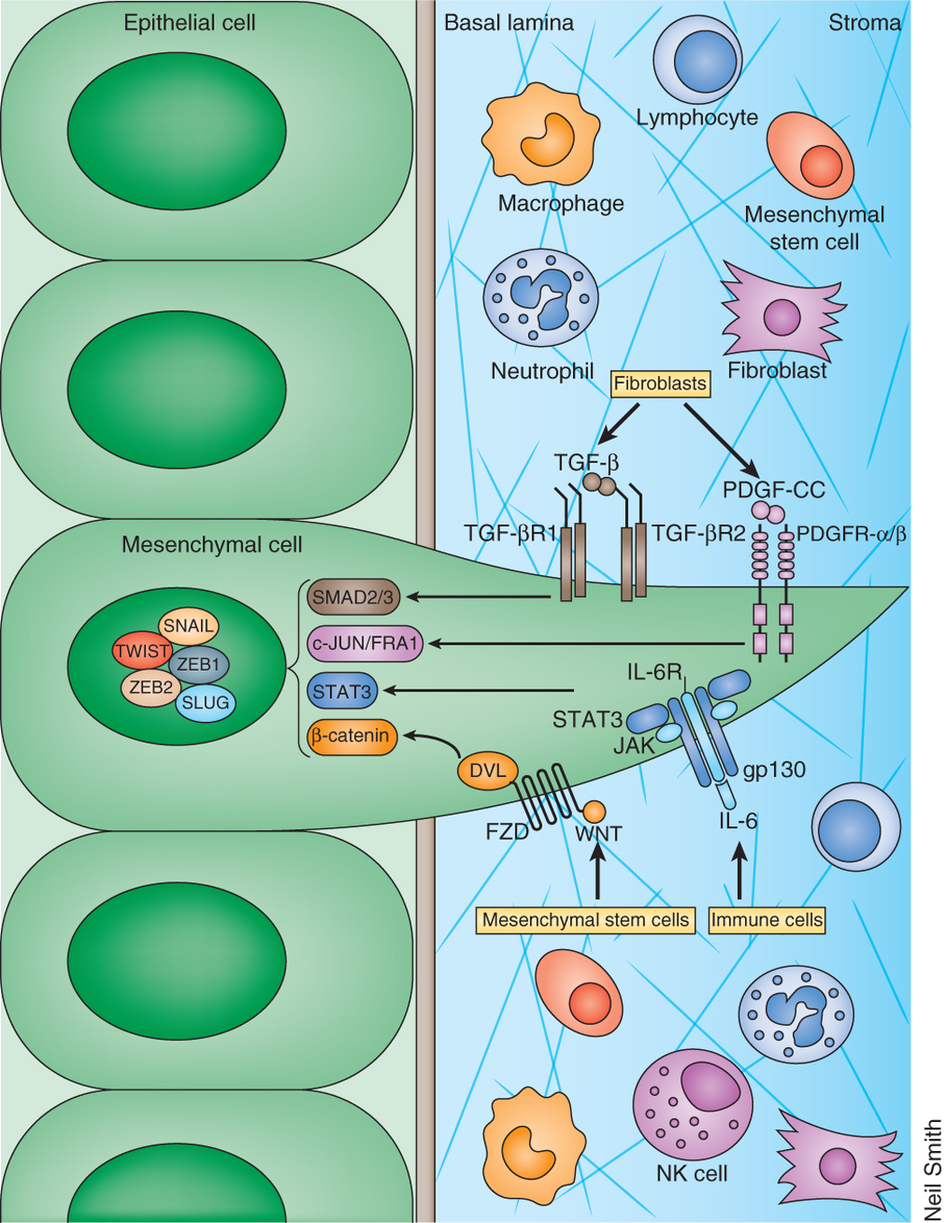 Epithelial cell
Basal lamina
Stroma
Lymphocyte
Macrophage
Mesenchymal
stem cell
Neutrophil
Fibroblast
Fibroblasts
TGF-β
PDGF-CC
TGF-βR1
TGF-βR2
PDGFR-α/β
Mesenchymal cell
SMAD2/3
SNAIL
c-JUN/FRA1
TWIST
ZEB1
IL-6R
ZEB2
STAT3
SLUG
STAT3
β-catenin
JAK
DVL
gp130
FZD
WNT
IL-6
Mesenchymal stem cells
Immune cells
NK cell
Neil Smith